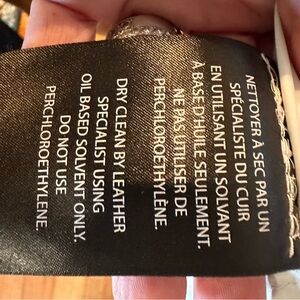 NETTOYER À SEC PAR UN
SPÉCIALISTE DU CUIR
EN UTILISANT UN SOLVANT
À BASE D'HUILE SEULEMENT.
NE PAS UTILISER DE
PERCHLOROÉTHYLÈNE.
DRY CLEAN BY LEATHER
SPECIALIST USING
OIL BASED SOLVENT ONLY.
DO NOT USE
PERCHLOROETHYLENE.